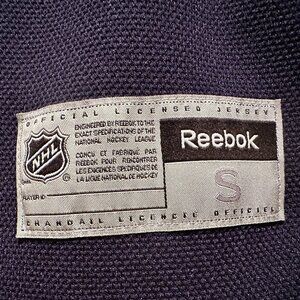 OFFICIAL LICENSED JERSEY
NHL
ENGINEERED BY REEBOK TO THE
EXACT SPECIFICATIONS OF THE
NATIONAL HOCKEY LEAGUE
CONÇU ET FABRIQUÉ PAR
REEBOK POUR RENCONTRER
LES EXIGENCES SPÉCIFIQUES DE
LA LIGUE NATIONALE DE HOCKEY
PLAYER ID:
Reebok
S
CHANDAIL LICENCIÉ OFFICIEL